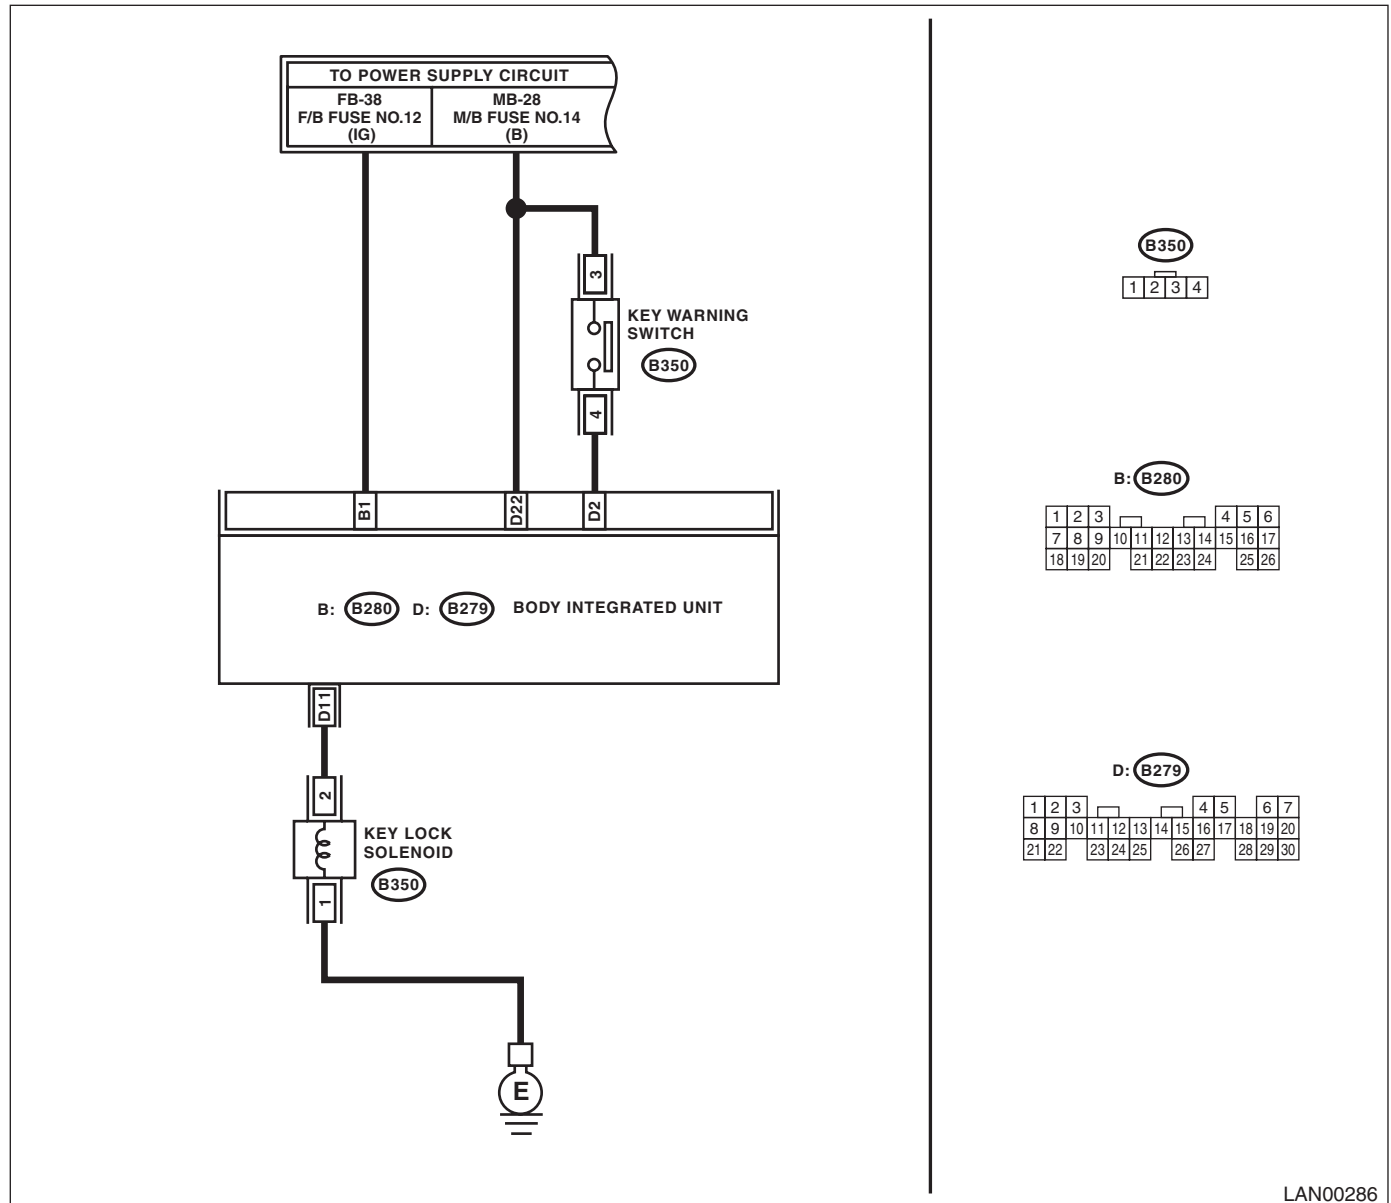 TO POWER SUPPLY CIRCUIT
FB-38
F/B FUSE NO.12
(IG)
MB-28
M/B FUSE NO.14
(B)
3
KEY WARNING
SWITCH
B350
4
B1
D22
D2
B: B280 D: B279 BODY INTEGRATED UNIT
D11
2
KEY LOCK
SOLENOID
B350
1
E
B350
1 2 3 4
B: B280
1 2 3 4 5 6
7 8 9 10 11 12 13 14 15 16 17
18 19 20 21 22 23 24 25 26
D: B279
1 2 3 4 5 6 7
8 9 10 11 12 13 14 15 16 17 18 19 20
21 22 23 24 25 26 27 28 29 30
LAN00286